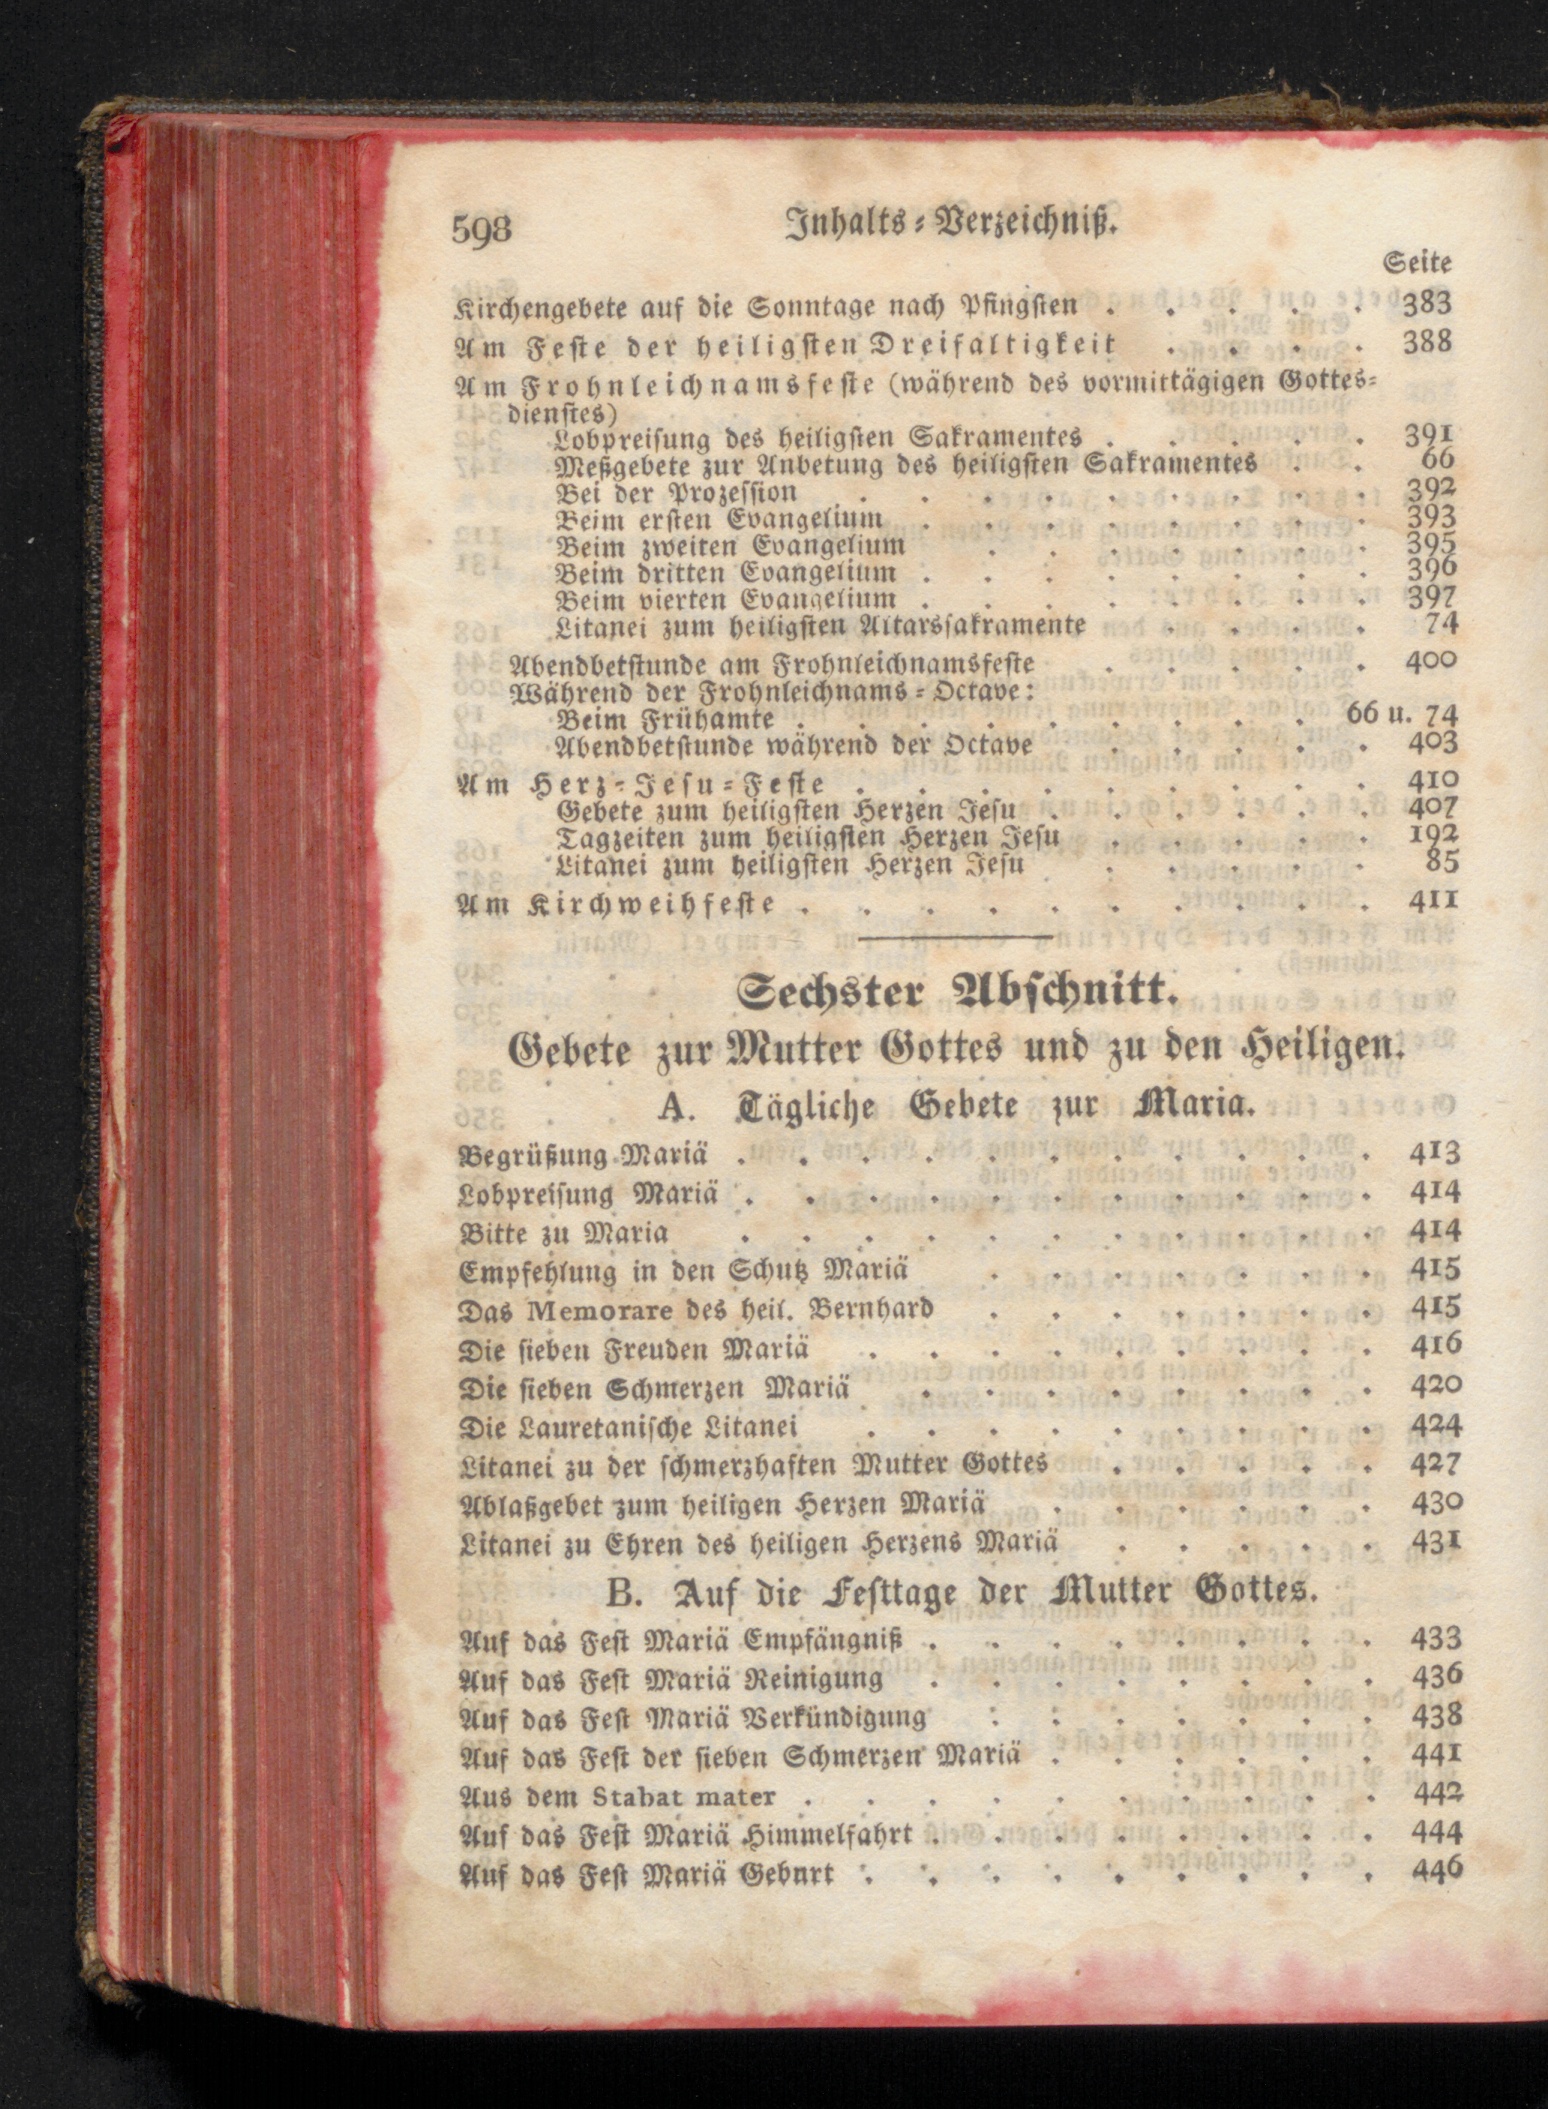 598 Inhalts-Verzeichniß.
Seite
Kirchengebete auf die Sonntage nach Pfingsten . . . . . 383
Am Feste der heiligsten Dreifaltigkeit . . . . 388
Am Frohnleichnamsfeste (während des vormittägigen Gottes-
dienstes)
Lobpreisung des heiligsten Sakramentes . . . . . 391
Meßgebete zur Anbetung des heiligsten Sakramentes . . 66
Bei der Prozession . . . . . . . . . 392
Beim ersten Evangelium . . . . . . . . 393
Beim zweiten Evangelium . . . . . . . 395
Beim dritten Evangelium . . . . . . . . 396
Beim vierten Evangelium . . . . . . . . 397
Litanei zum heiligsten Altarssakramente . . . . 74
Abendbetstunde am Frohnleichnamsfeste . . . . . 400
Während der Frohnleichnams-Octave:
Beim Frühamte . . . . . . . . . 66 u. 74
Abendbetstunde während der Octave . . . . . 403
Am Herz-Jesu-Feste . . . . . . . . . 410
Gebete zum heiligsten Herzen Jesu . . . . . . 407
Tagzeiten zum heiligsten Herzen Jesu . . . . . 192
Litanei zum heiligsten Herzen Jesu . . . . . 85
Am Kirchweihfeste . . . . . . . . . . 411
Sechster Abschnitt.
Gebete zur Mutter Gottes und zu den Heiligen.
A. Tägliche Gebete zur Maria.
Begrüßung Mariä . . . . . . . . . . . 413
Lobpreisung Mariä . . . . . . . . . . . 414
Bitte zu Maria . . . . . . . . . . . 414
Empfehlung in den Schutz Mariä . . . . . . . 415
Das Memorare des heil. Bernhard . . . . . . . 415
Die sieben Freuden Mariä . . . . . . . . . 416
Die sieben Schmerzen Mariä . . . . . . . . 420
Die Lauretanische Litanei . . . . . . . . . 424
Litanei zu der schmerzhaften Mutter Gottes . . . . . 427
Ablaßgebet zum heiligen Herzen Mariä . . . . . . 430
Litanei zu Ehren des heiligen Herzens Mariä . . . . . 431
B. Auf die Festtage der Mutter Gottes.
Auf das Fest Mariä Empfängniß . . . . . . . . 433
Auf das Fest Mariä Reinigung . . . . . . . . 436
Auf das Fest Mariä Verkündigung . . . . . . . 438
Auf das Fest der sieben Schmerzen Mariä . . . . . . 441
Aus dem Stabat mater . . . . . . . . . . 442
Auf das Fest Mariä Himmelfahrt . . . . . . . . 444
Auf das Fest Mariä Geburt . . . . . . . . . 446